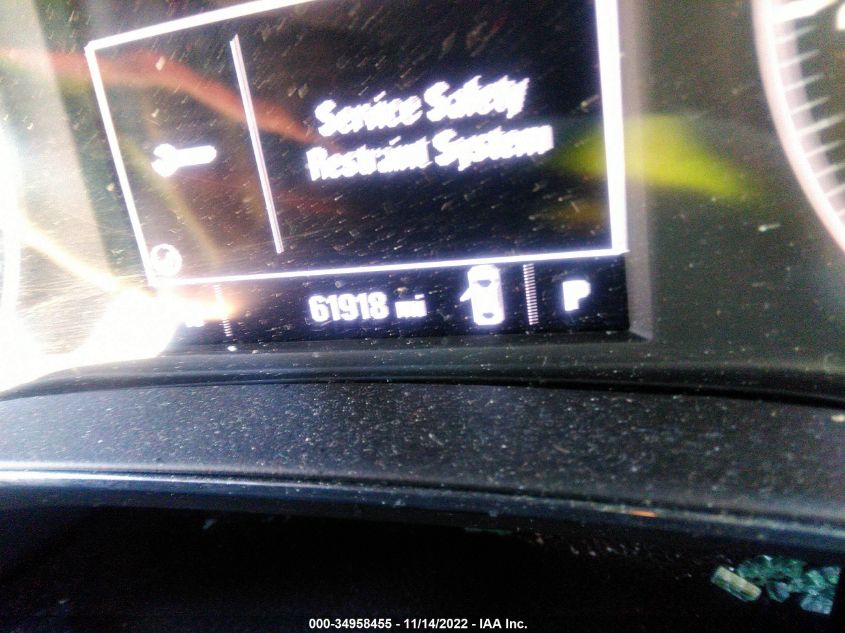 Service Safety
Restraint System
61918 mi
P
000-34958455 - 11/14/2022 - IAA Inc.